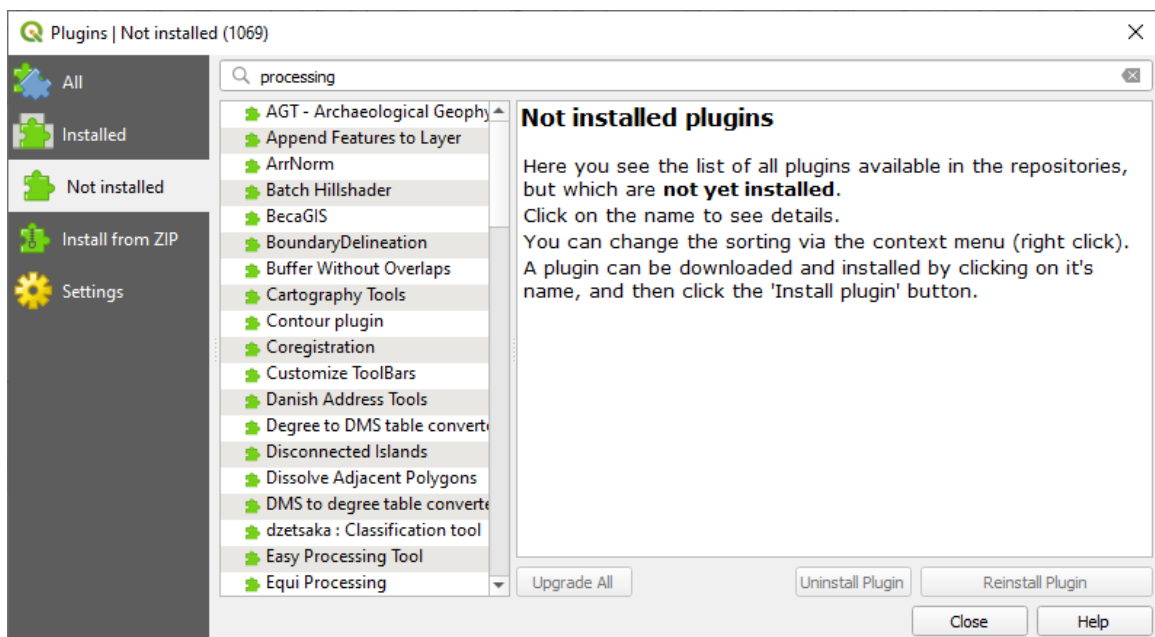 Plugins | Not installed (1069)
All
Installed
Not installed
Install from ZIP
Settings
processing
AGT - Archaeological Geophy
Append Features to Layer
ArrNorm
Batch Hillshader
BecaGIS
BoundaryDelineation
Buffer Without Overlaps
Cartography Tools
Contour plugin
Coregistration
Customize ToolBars
Danish Address Tools
Degree to DMS table converte
Disconnected Islands
Dissolve Adjacent Polygons
DMS to degree table converte
dzetsaka : Classification tool
Easy Processing Tool
Equi Processing
Not installed plugins
Here you see the list of all plugins available in the repositories,
but which are not yet installed.
Click on the name to see details.
You can change the sorting via the context menu (right click).
A plugin can be downloaded and installed by clicking on it's
name, and then click the 'Install plugin' button.
Upgrade All
Uninstall Plugin
Reinstall Plugin
Close
Help